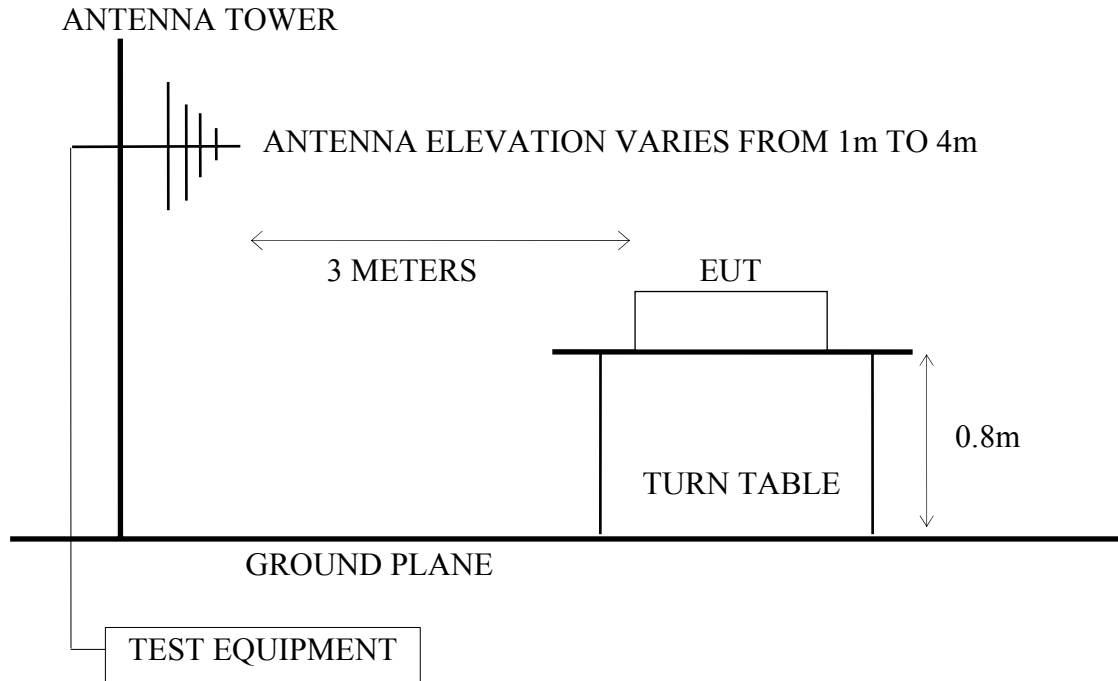 ANTENNA TOWER
ANTENNA ELEVATION VARIES FROM 1m TO 4m
3 METERS
EUT
0.8m
TURN TABLE
GROUND PLANE
TEST EQUIPMENT